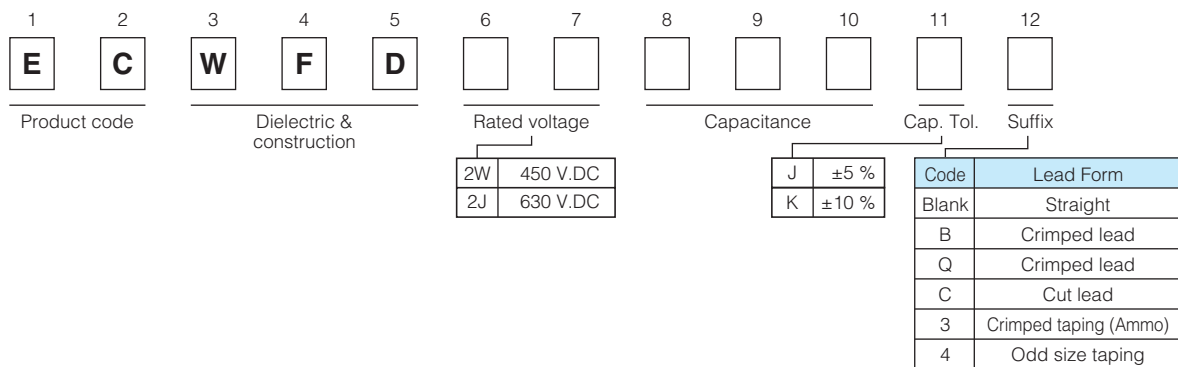 1 2 3 4 5 6 7 8 9 10 11 12
E C W F D
Product code Dielectric & construction Rated voltage Capacitance Cap. Tol. Suffix
2W 450 V.DC
2J 630 V.DC
J ±5 %
K ±10 %
Code Lead Form
Blank Straight
B Crimped lead
Q Crimped lead
C Cut lead
3 Crimped taping (Ammo)
4 Odd size taping